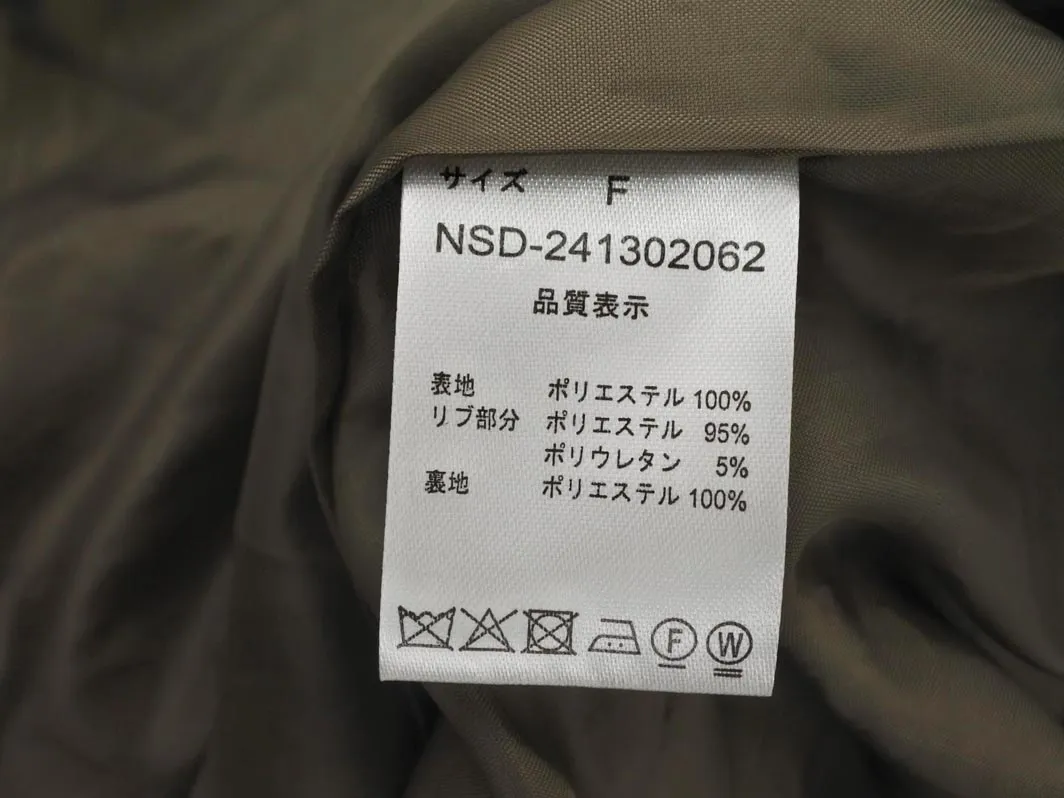 サイズ F
NSD-241302062
品質表示
表地 ポリエステル 100%
リブ部分 ポリエステル 95%
ポリウレタン 5%
裏地 ポリエステル 100%
F W